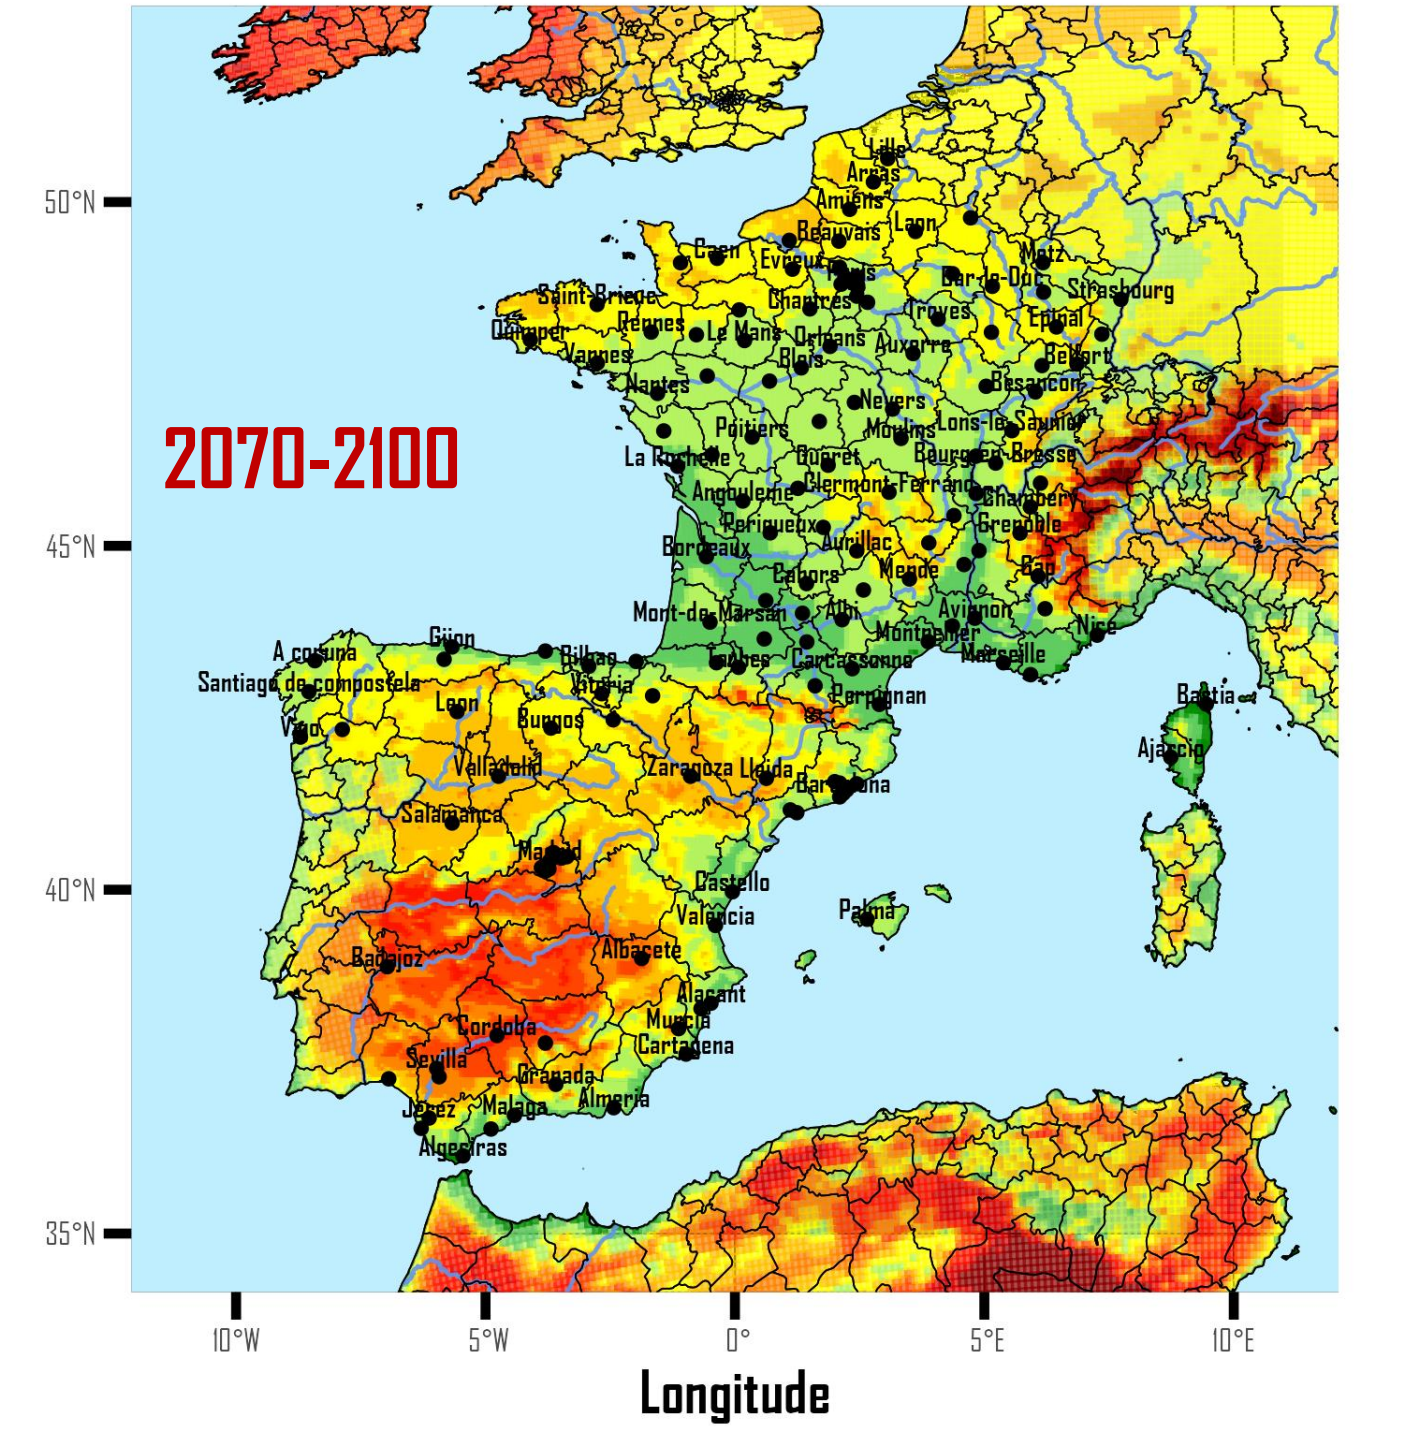 Lille
Arras
50°N
Amiens
Laon
Beauvais
Caen
Metz
Evreux
Paris
Bar-le-Duc
Strasbourg
Saint-Brieuc
Chartres
Troyes
Epinal
Quimper
Rennes
Le Mans
Orleans
Auxerre
Vannes
Blois
Belfort
Nantes
Besancon
Nevers
Poitiers
Moulins
Lons-le-Saunier
2070-2100
La Rochelle
Gueret
Bourg-en-Bresse
Angouleme
Clermont-Ferrand
Chambery
Perigueux
Grenoble
45°N
Bordeaux
Aurillac
Cahors
Mende
Gap
Mont-de-Marsan
Albi
Avignon
Montpellier
Nice
Gijon
A coruna
Bilbao
Tarbes
Carcassonne
Marseille
Santiago de compostela
Vitoria
Leon
Perpignan
Bastia
Vigo
Burgos
Ajaccio
Valladolid
Zaragoza
Lleida
Barcelona
Salamanca
Madrid
40°N
Castello
Valencia
Palma
Badajoz
Albacete
Alacant
Cordoba
Murcia
Cartagena
Sevilla
Granada
Jerez
Malaga
Almeria
Algesiras
35°N
10°W
5°W
0°
5°E
10°E
Longitude